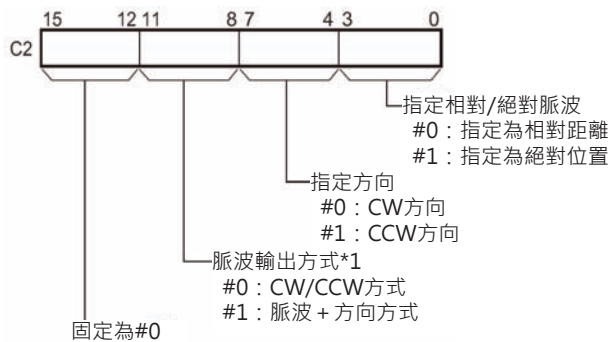 15 12 11 8 7 4 3 0
C2
指定相對/絕對脈波
#0：指定為相對距離
#1：指定為絕對位置
指定方向
#0：CW方向
#1：CCW方向
脈波輸出方式*1
#0：CW/CCW方式
#1：脈波＋方向方式
固定為#0